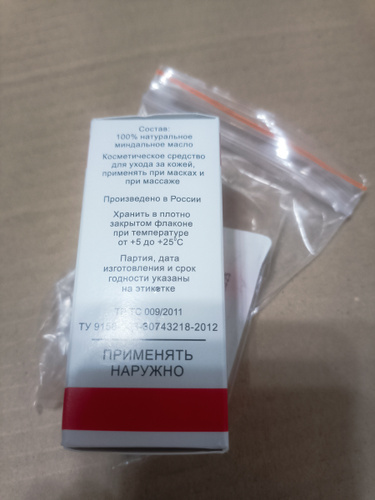 Состав:
100% натуральное
миндальное масло
Косметическое средство
для ухода за кожей,
применять при масках и
при массаже
Произведено в России
Хранить в плотно
закрытом флаконе
при температуре
от +5 до +25°С
Партия, дата
изготовления и срок
годности указаны
на этикетке
ТР ТС 009/2011
ТУ
ПРИМЕНЯТЬ
НАРУЖНО